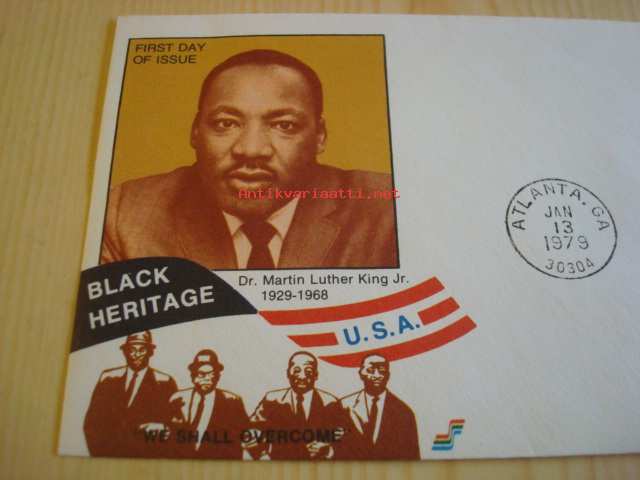 FIRST DAY
OF ISSUE
Antikvariaatti.net
Dr. Martin Luther King Jr.
1929-1968
BLACK
HERITAGE
U.S.A.
"WE SHALL OVERCOME"
ATLANTA, GA
JAN
13
1979
30304